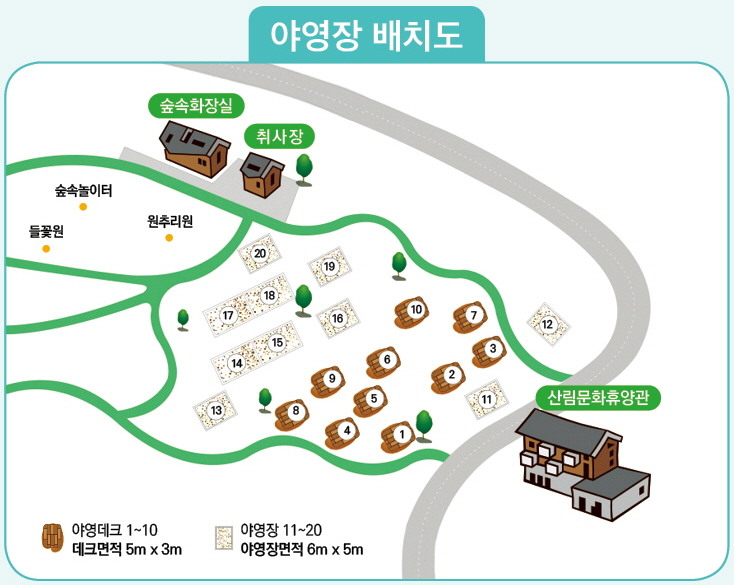 야영장 배치도
숲속화장실
취사장
숲속놀이터
원추리원
들꽃원
20
19
18
17
16
10
7
12
15
14
6
3
9
2
13
8
5
11
4
1
산림문화휴양관
야영데크 1~10
데크면적 5m x 3m
야영장 11~20
야영장면적 6m x 5m